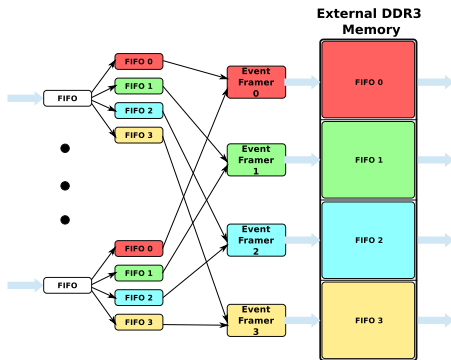 External DDR3
Memory
FIFO
FIFO 0
FIFO 1
FIFO 2
FIFO 3
FIFO
FIFO 0
FIFO 1
FIFO 2
FIFO 3
Event
Framer
0
Event
Framer
1
Event
Framer
2
Event
Framer
3
FIFO 0
FIFO 1
FIFO 2
FIFO 3